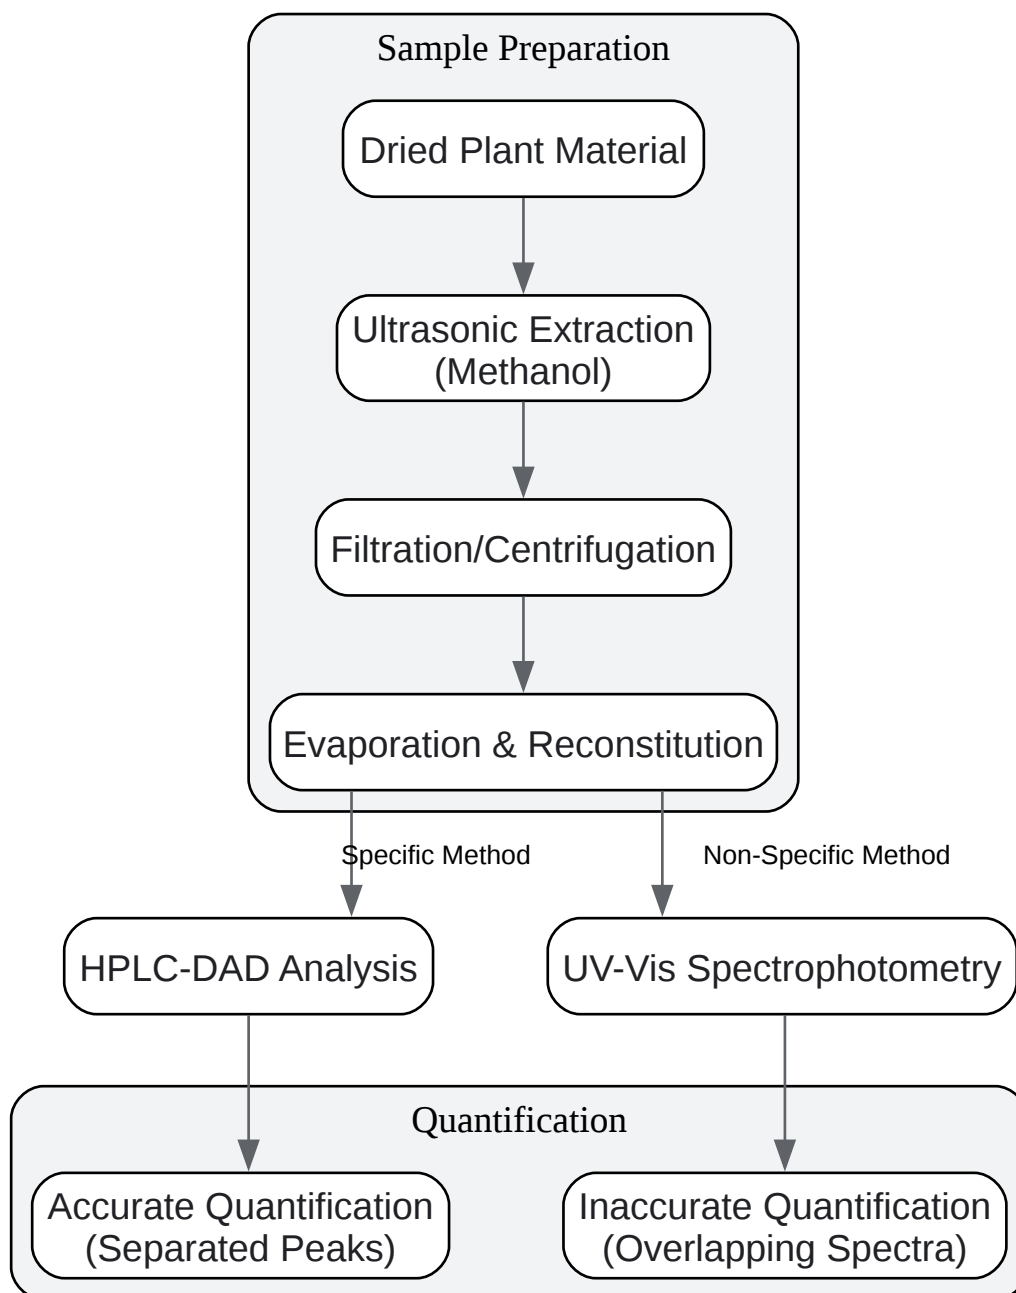 Sample Preparation
Dried Plant Material
Ultrasonic Extraction
(Methanol)
Filtration/Centrifugation
Evaporation & Reconstitution
Specific Method
Non-Specific Method
HPLC-DAD Analysis
UV-Vis Spectrophotometry
Quantification
Accurate Quantification
(Separated Peaks)
Inaccurate Quantification
(Overlapping Spectra)